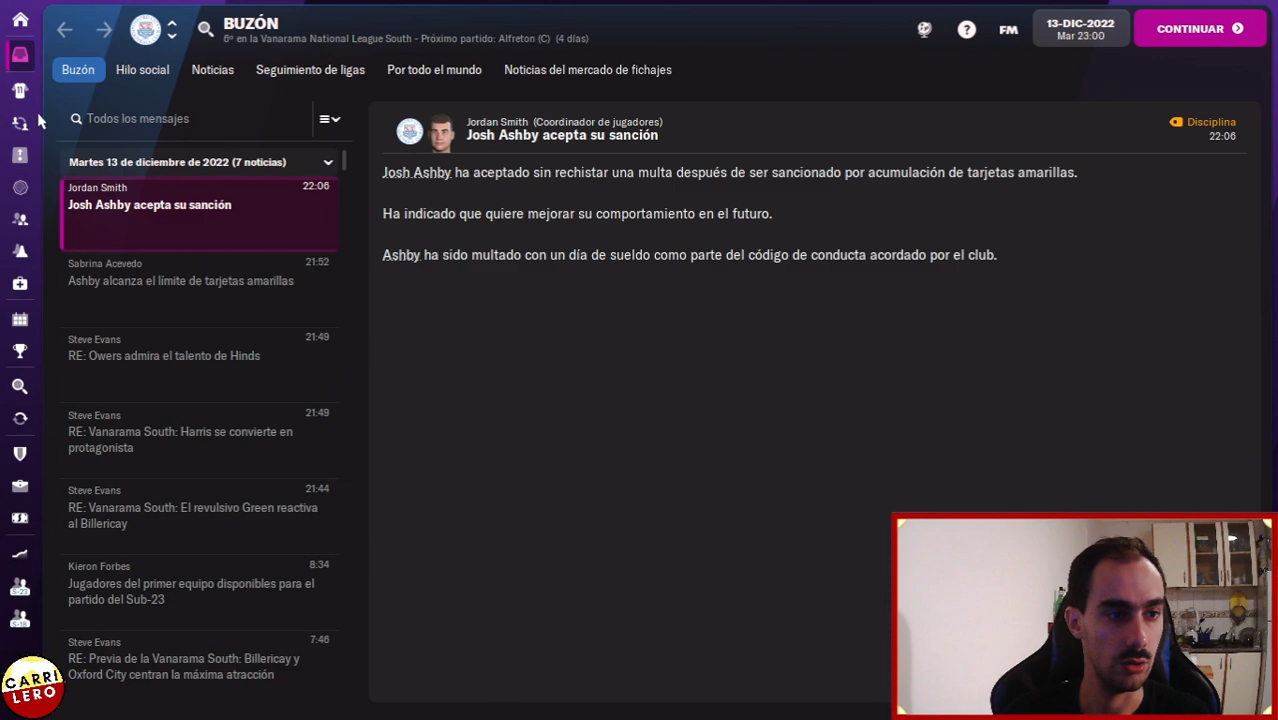 BUZÓN
6º en la Vanarama National League South - Próximo partido: Alfreton (C) (4 días)
?
FM
13-DIC-2022
Mar 23:00
CONTINUAR
Buzón
Hilo social
Noticias
Seguimiento de ligas
Por todo el mundo
Noticias del mercado de fichajes
Todos los mensajes
Martes 13 de diciembre de 2022 (7 noticias)
Jordan Smith
22:06
Josh Ashby acepta su sanción
Sabrina Acevedo
21:52
Ashby alcanza el límite de tarjetas amarillas
Steve Evans
21:49
RE: Owers admira el talento de Hinds
Steve Evans
21:49
RE: Vanarama South: Harris se convierte en
protagonista
Steve Evans
21:44
RE: Vanarama South: El revulsivo Green reactiva
al Billericay
Kieron Forbes
8:34
Jugadores del primer equipo disponibles para el
partido del Sub-23
Steve Evans
7:46
RE: Previa de la Vanarama South: Billericay y
Oxford City centran la máxima atracción
Jordan Smith (Coordinador de jugadores)
Josh Ashby acepta su sanción
Disciplina
22:06
Josh Ashby ha aceptado sin rechistar una multa después de ser sancionado por acumulación de tarjetas amarillas.
Ha indicado que quiere mejorar su comportamiento en el futuro.
Ashby ha sido multado con un día de sueldo como parte del código de conducta acordado por el club.
11
S-23
S-18
CARRI
LERO